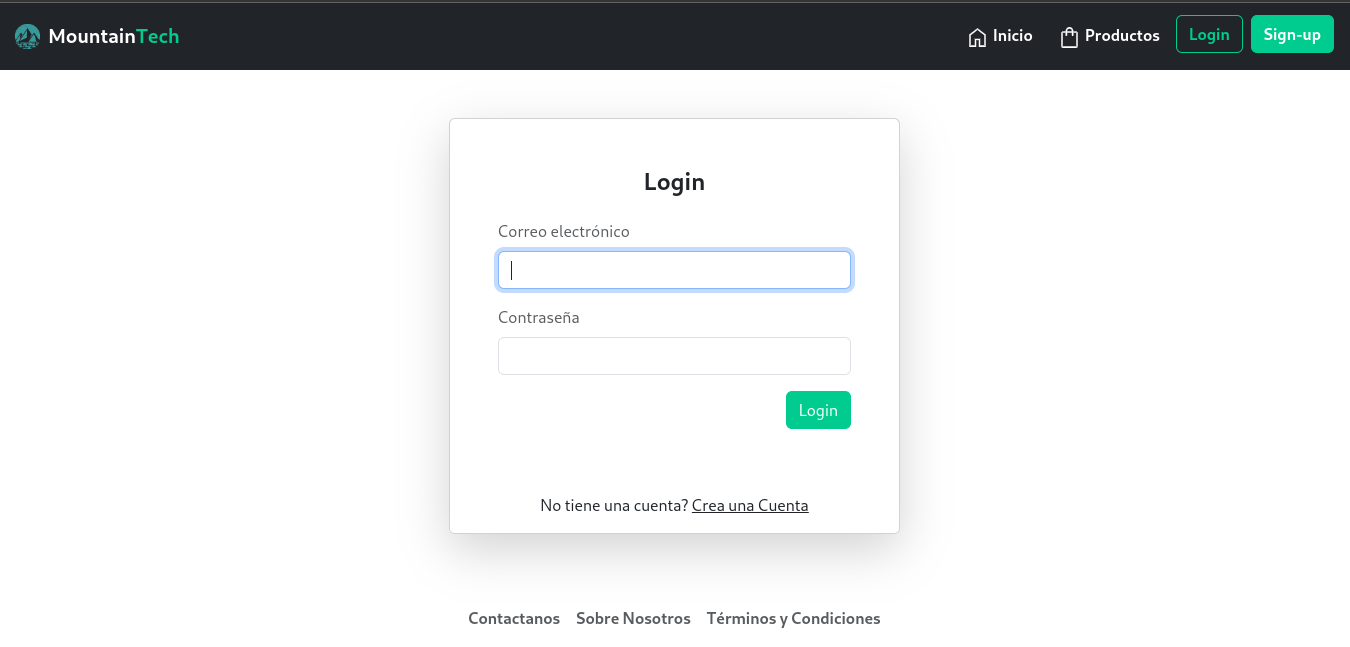 MountainTech Inicio Productos Login Sign-up
Login
Correo electrónico
Contraseña
Login
No tiene una cuenta? Crea una Cuenta
Contactanos Sobre Nosotros Términos y Condiciones